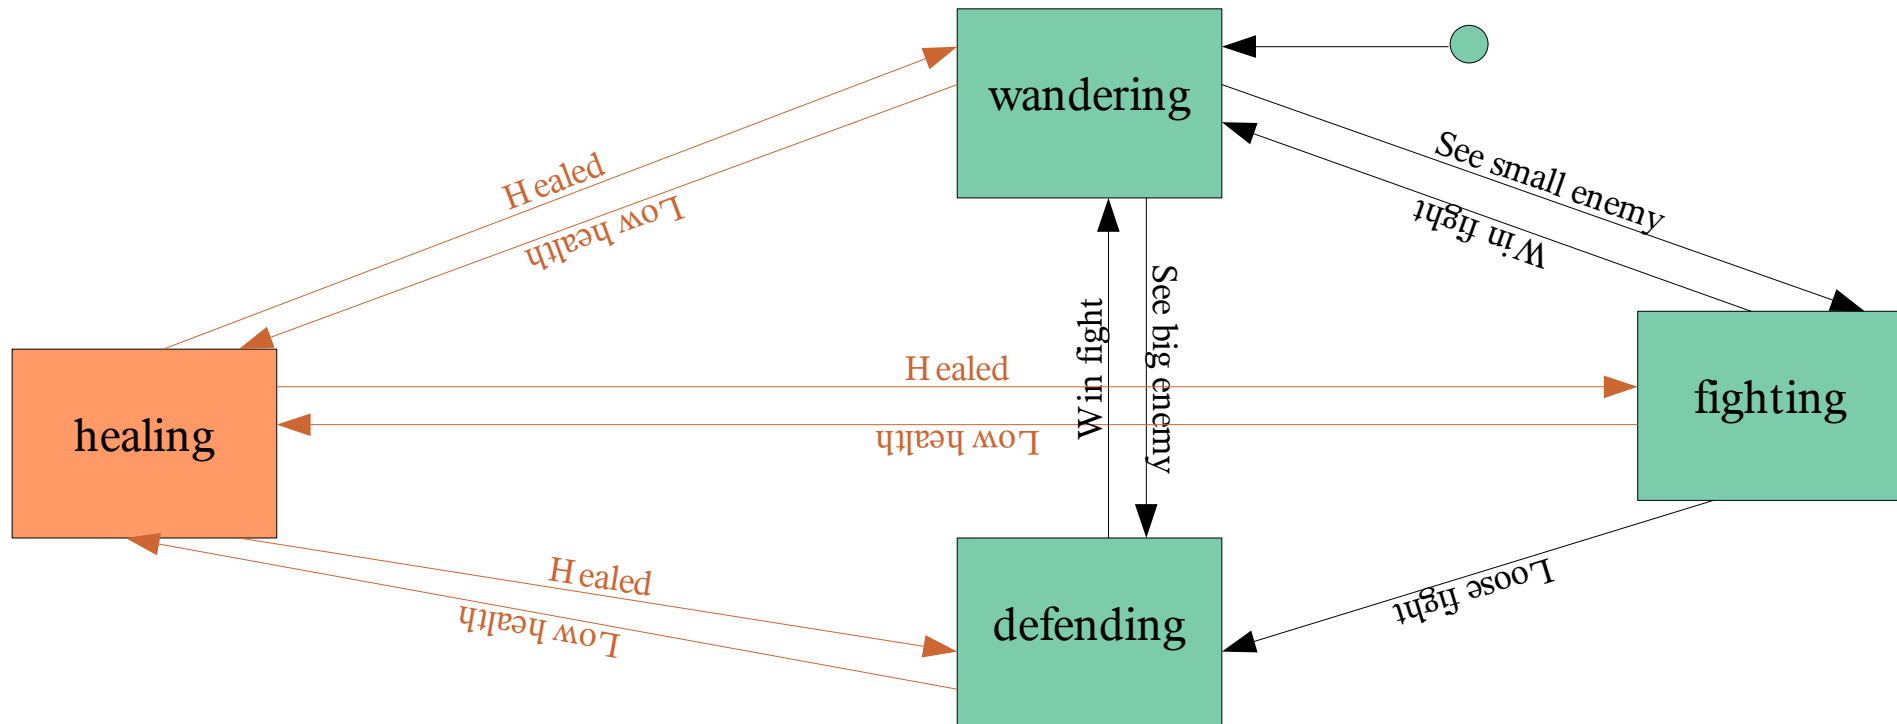 wandering
See small enemy
Win fight
Healed
Low health
See big enemy
Win fight
Healed
Low health
fighting
healing
Healed
Low health
defending
Loose fight